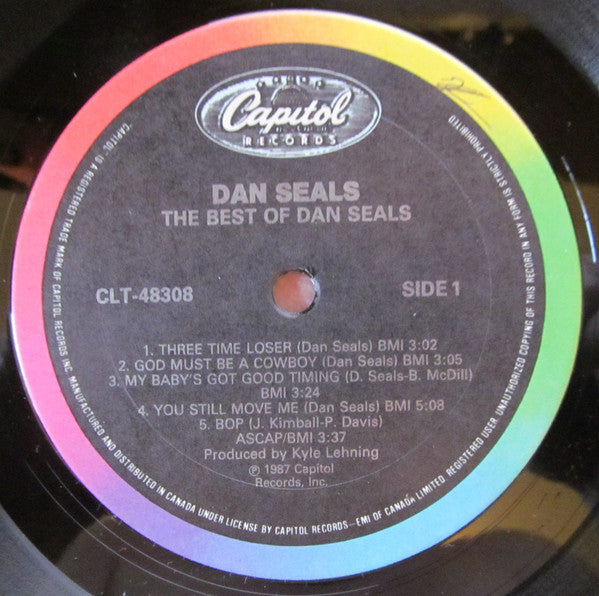 Capitol
RECORDS
DAN SEALS
THE BEST OF DAN SEALS
CLT-48308
SIDE 1
1. THREE TIME LOSER (Dan Seals) BMI 3:02
2. GOD MUST BE A COWBOY (Dan Seals) BMI 3:05
3. MY BABY'S GOT GOOD TIMING (D. Seals-B. McDill)
BMI 3:24
4. YOU STILL MOVE ME (Dan Seals) BMI 5:08
5. BOP (J. Kimball-P. Davis)
ASCAP/BMI 3:37
Produced by Kyle Lehning
℗ 1987 Capitol
Records, Inc.
CAPITOL IS A REGISTERED TRADE MARK OF CAPITOL RECORDS INC. MANUFACTURED AND DISTRIBUTED IN CANADA UNDER LICENSE BY CAPITOL RECORDS—EMI OF CANADA LIMITED. REGISTERED USER. UNAUTHORIZED COPYING OF THIS RECORD IN ANY FORM IS STRICTLY PROHIBITED